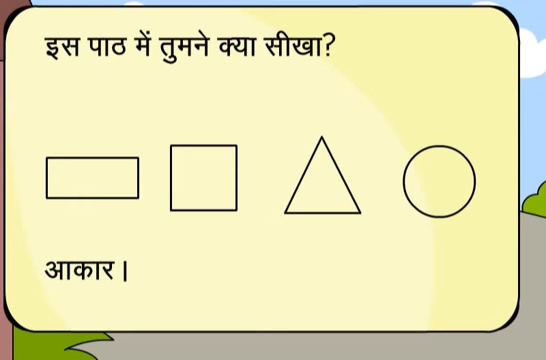 इस पाठ में तुमने क्या सीखा?
आकार |